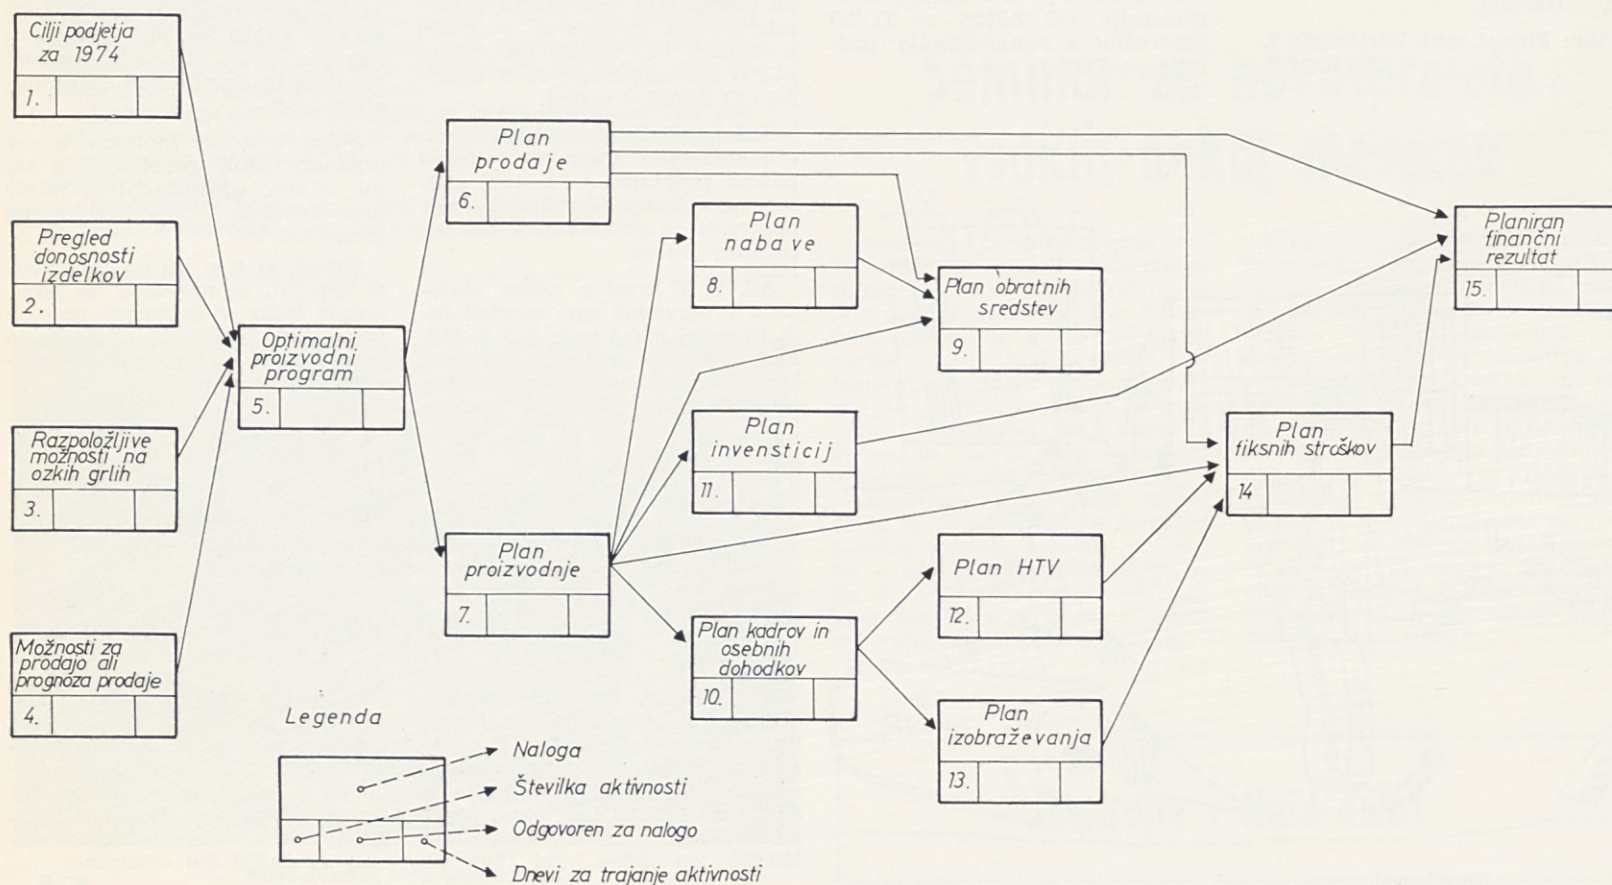 Cilji podjetja
za 1974
1.
Pregled
donosnosti
izdelkov
2.
Razpoložljive
možnosti na
ozkih grlih
3.
Možnosti za
prodajo ali
prognoza prodaje
4.
Optimalni
proizvodni
program
5.
Plan
prodaje
6.
Plan
proizvodnje
7.
Plan
nabave
8.
Plan obratnih
sredstev
9.
Plan kadrov in
osebnih
dohodkov
10.
Plan
invensticij
11.
Plan HTV
12.
Plan
izobraževanja
13.
Plan
fiksnih stroškov
14
Planiran
finančni
rezultat
15.
Legenda
Naloga
Številka aktivnosti
Odgovoren za nalogo
Dnevi za trajanje aktivnosti